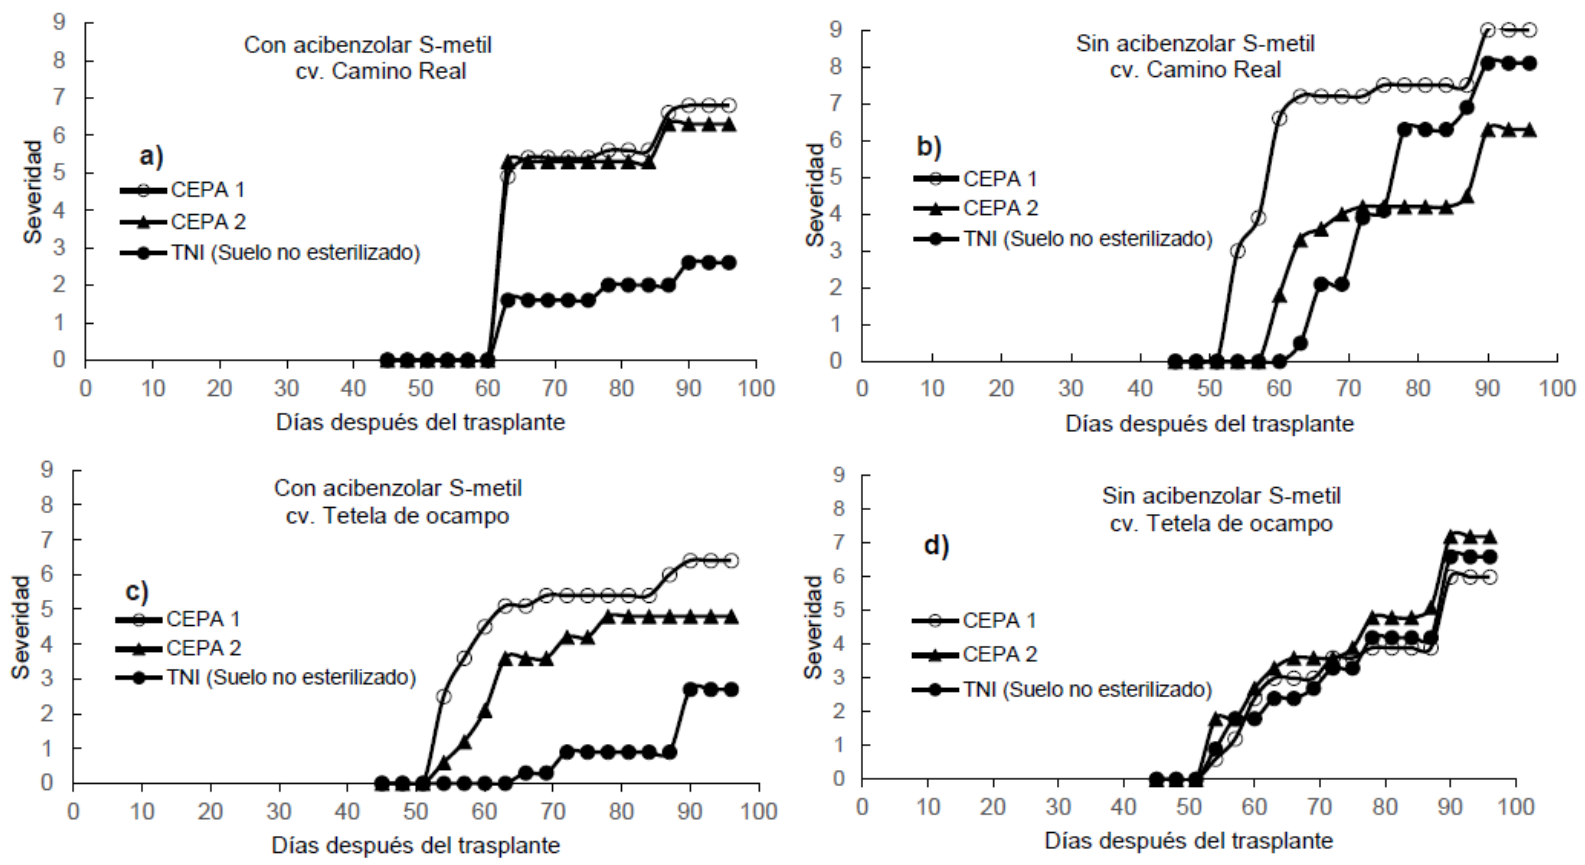 Con acibenzolar S-metil
cv. Camino Real
a)
CEPA 1
CEPA 2
TNI (Suelo no esterilizado)
Severidad
9
8
7
6
5
4
3
2
1
0
0 10 20 30 40 50 60 70 80 90 100
Días después del trasplante
Sin acibenzolar S-metil
cv. Camino Real
b)
CEPA 1
CEPA 2
TNI (Suelo no esterilizado)
Severidad
9
8
7
6
5
4
3
2
1
0
0 10 20 30 40 50 60 70 80 90 100
Días después del trasplante
Con acibenzolar S-metil
cv. Tetela de ocampo
c)
CEPA 1
CEPA 2
TNI (Suelo no esterilizado)
Severidad
9
8
7
6
5
4
3
2
1
0
0 10 20 30 40 50 60 70 80 90 100
Días después del trasplante
Sin acibenzolar S-metil
cv. Tetela de ocampo
d)
CEPA 1
CEPA 2
TNI (Suelo no esterilizado)
Severidad
9
8
7
6
5
4
3
2
1
0
0 10 20 30 40 50 60 70 80 90 100
Días después del trasplante